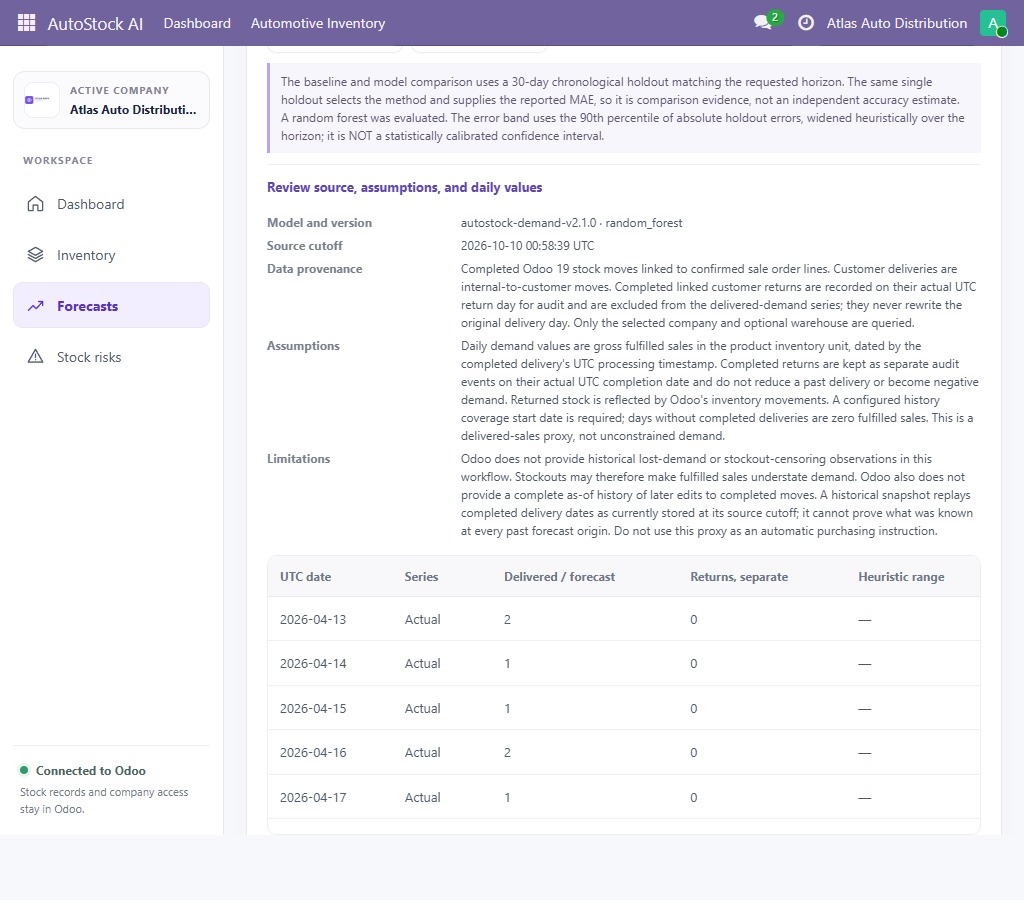 AutoStock AI Dashboard Automotive Inventory 2 Atlas Auto Distribution A
ACTIVE COMPANY
Atlas Auto Distributi...
WORKSPACE
Dashboard
Inventory
Forecasts
Stock risks
Connected to Odoo
Stock records and company access
stay in Odoo.
The baseline and model comparison uses a 30-day chronological holdout matching the requested horizon. The same single
holdout selects the method and supplies the reported MAE, so it is comparison evidence, not an independent accuracy estimate.
A random forest was evaluated. The error band uses the 90th percentile of absolute holdout errors, widened heuristically over the
horizon; it is NOT a statistically calibrated confidence interval.
Review source, assumptions, and daily values
Model and version autostock-demand-v2.1.0 · random_forest
Source cutoff 2026-10-10 00:58:39 UTC
Data provenance Completed Odoo 19 stock moves linked to confirmed sale order lines. Customer deliveries are
internal-to-customer moves. Completed linked customer returns are recorded on their actual UTC
return day for audit and are excluded from the delivered-demand series; they never rewrite the
original delivery day. Only the selected company and optional warehouse are queried.
Assumptions Daily demand values are gross fulfilled sales in the product inventory unit, dated by the
completed delivery's UTC processing timestamp. Completed returns are kept as separate audit
events on their actual UTC completion date and do not reduce a past delivery or become negative
demand. Returned stock is reflected by Odoo's inventory movements. A configured history
coverage start date is required; days without completed deliveries are zero fulfilled sales. This is a
delivered-sales proxy, not unconstrained demand.
Limitations Odoo does not provide historical lost-demand or stockout-censoring observations in this
workflow. Stockouts may therefore make fulfilled sales understate demand. Odoo also does not
provide a complete as-of history of later edits to completed moves. A historical snapshot replays
completed delivery dates as currently stored at its source cutoff; it cannot prove what was known
at every past forecast origin. Do not use this proxy as an automatic purchasing instruction.
UTC date Series Delivered / forecast Returns, separate Heuristic range
2026-04-13 Actual 2 0 —
2026-04-14 Actual 1 0 —
2026-04-15 Actual 1 0 —
2026-04-16 Actual 2 0 —
2026-04-17 Actual 1 0 —